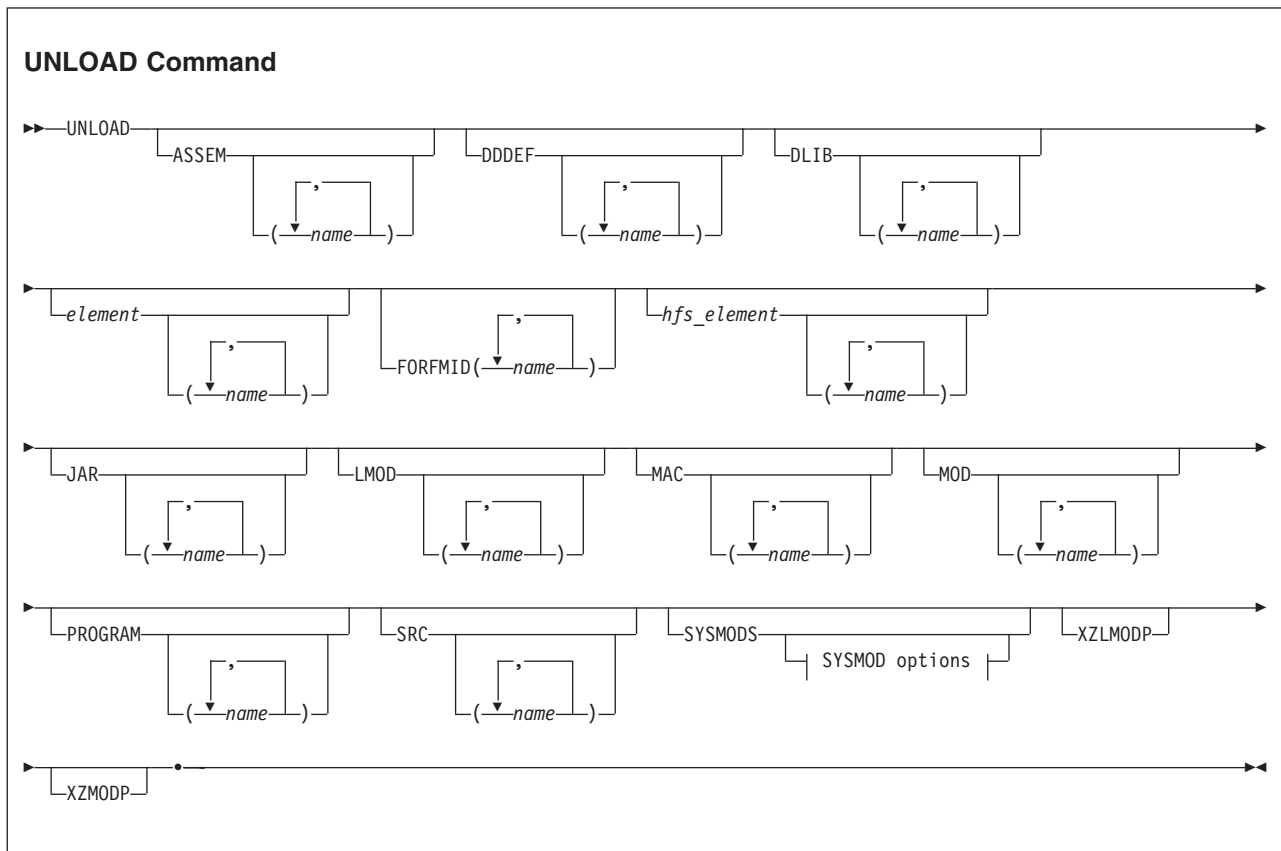 UNLOAD Command
UNLOAD
ASSEM DDDEF DLIB
, , ,
( name ) ( name ) ( name )
element FORFMID( name ) hfs_element
, , ,
( name ) ( name )
JAR LMOD MAC MOD
, , , ,
( name ) ( name ) ( name ) ( name )
PROGRAM SRC SYSMODS SYSMOD options XZLMODP
, ,
( name ) ( name )
XZMODP .